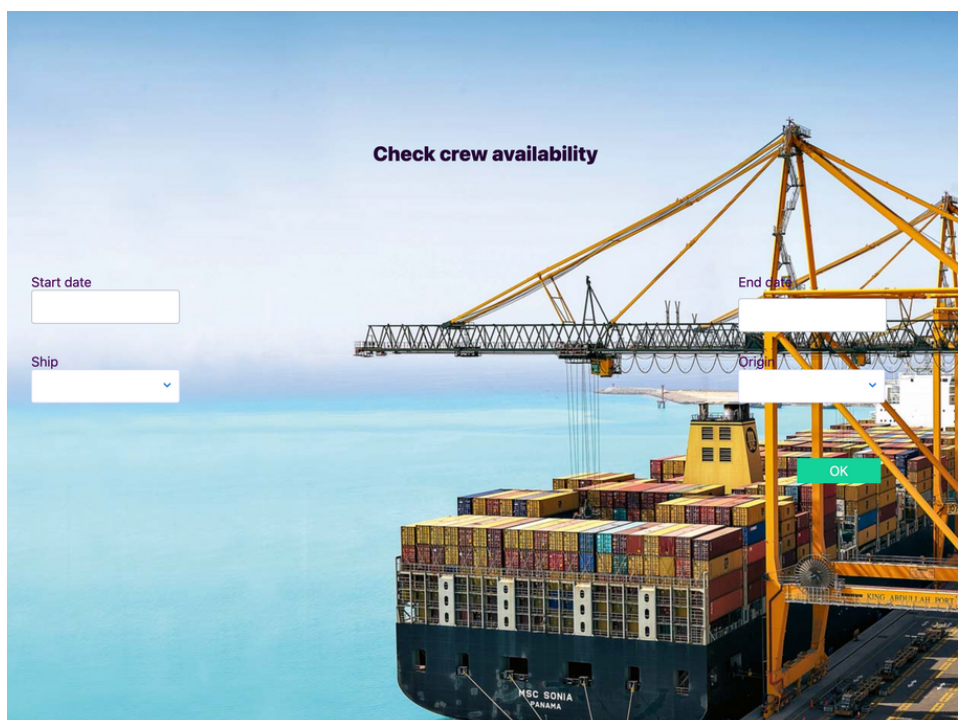 Check crew availability
Start date
End date
Ship
Origin
OK
KING ABDULLAH PORT
MSC SONIA
PANAMA